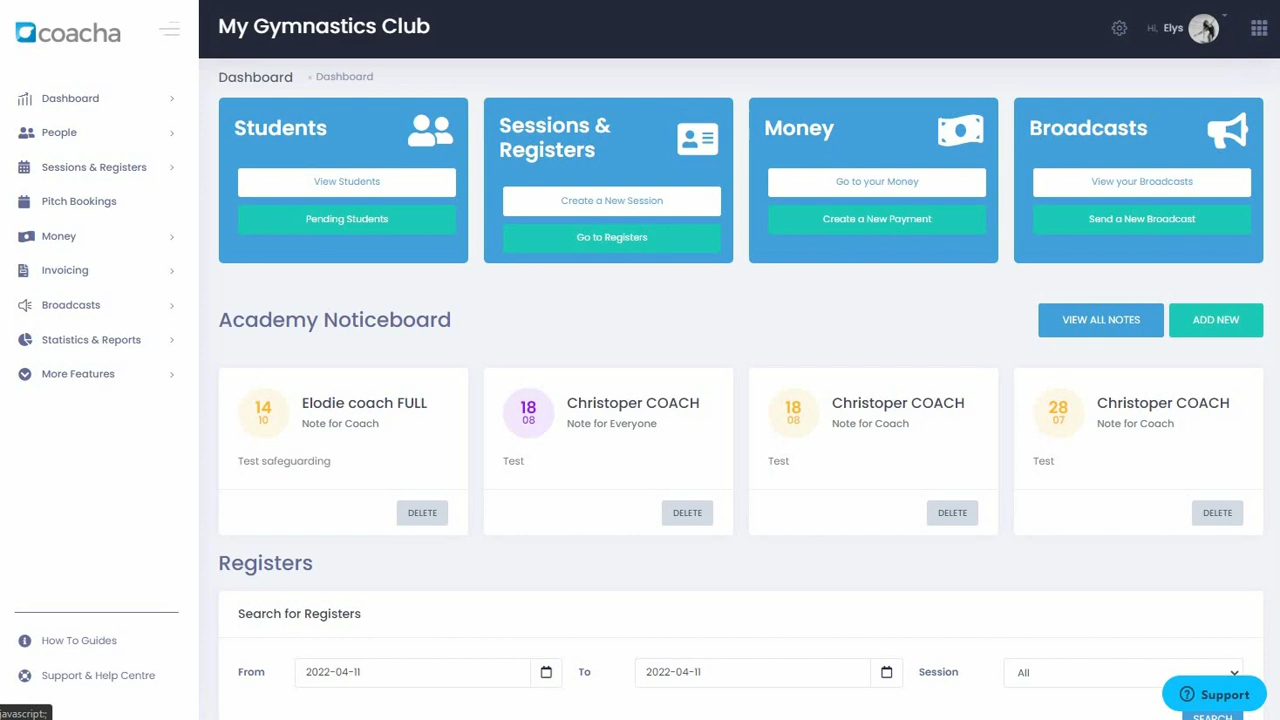 coacha
My Gymnastics Club
Hi, Elys
Dashboard
People
Sessions & Registers
Pitch Bookings
Money
Invoicing
Broadcasts
Statistics & Reports
More Features
How To Guides
Support & Help Centre
javascript:;
Dashboard » Dashboard
Students
View Students
Pending Students
Sessions &
Registers
Create a New Session
Go to Registers
Money
Go to your Money
Create a New Payment
Broadcasts
View your Broadcasts
Send a New Broadcast
Academy Noticeboard
VIEW ALL NOTES
ADD NEW
14
10
Elodie coach FULL
Note for Coach
Test safeguarding
DELETE
18
08
Christoper COACH
Note for Everyone
Test
DELETE
18
08
Christoper COACH
Note for Coach
Test
DELETE
28
07
Christoper COACH
Note for Coach
Test
DELETE
Registers
Search for Registers
From 2022-04-11 To 2022-04-11 Session All
Support
SEARCH